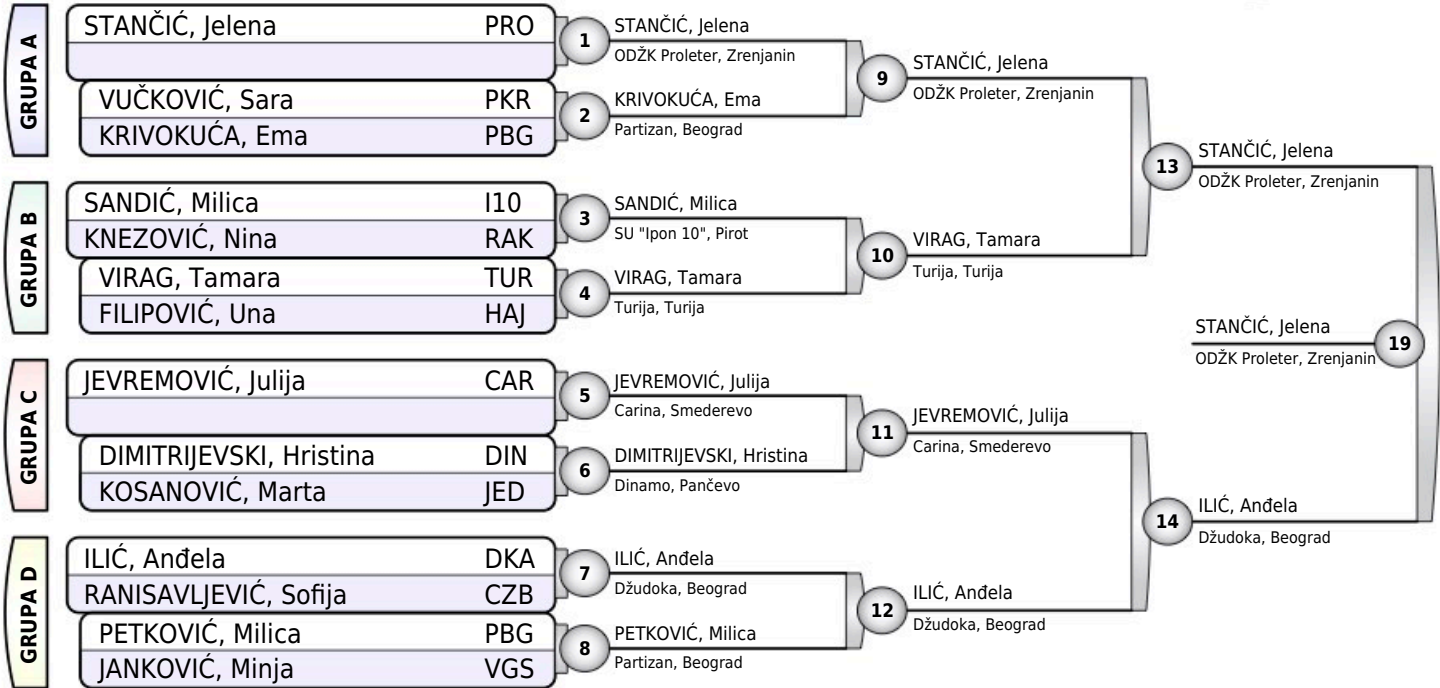 GRUPA A
STANČIĆ, Jelena PRO
VUČKOVIĆ, Sara PKR
KRIVOKUĆA, Ema PBG
GRUPA B
SANDIĆ, Milica I10
KNEZOVIĆ, Nina RAK
VIRAG, Tamara TUR
FILIPOVIĆ, Una HAJ
GRUPA C
JEVREMOVIĆ, Julija CAR
DIMITRIJEVSKI, Hristina DIN
KOSANOVIĆ, Marta JED
GRUPA D
ILIĆ, Anđela DKA
RANISAVLJEVIĆ, Sofija CZB
PETKOVIĆ, Milica PBG
JANKOVIĆ, Minja VGS
1
STANČIĆ, Jelena
ODŽK Proleter, Zrenjanin
2
KRIVOKUĆA, Ema
Partizan, Beograd
3
SANDIĆ, Milica
SU "Ipon 10", Pirot
4
VIRAG, Tamara
Turija, Turija
5
JEVREMOVIĆ, Julija
Carina, Smederevo
6
DIMITRIJEVSKI, Hristina
Dinamo, Pančevo
7
ILIĆ, Anđela
Džudoka, Beograd
8
PETKOVIĆ, Milica
Partizan, Beograd
9
STANČIĆ, Jelena
ODŽK Proleter, Zrenjanin
10
VIRAG, Tamara
Turija, Turija
11
JEVREMOVIĆ, Julija
Carina, Smederevo
12
ILIĆ, Anđela
Džudoka, Beograd
13
STANČIĆ, Jelena
ODŽK Proleter, Zrenjanin
14
ILIĆ, Anđela
Džudoka, Beograd
STANČIĆ, Jelena
ODŽK Proleter, Zrenjanin
19